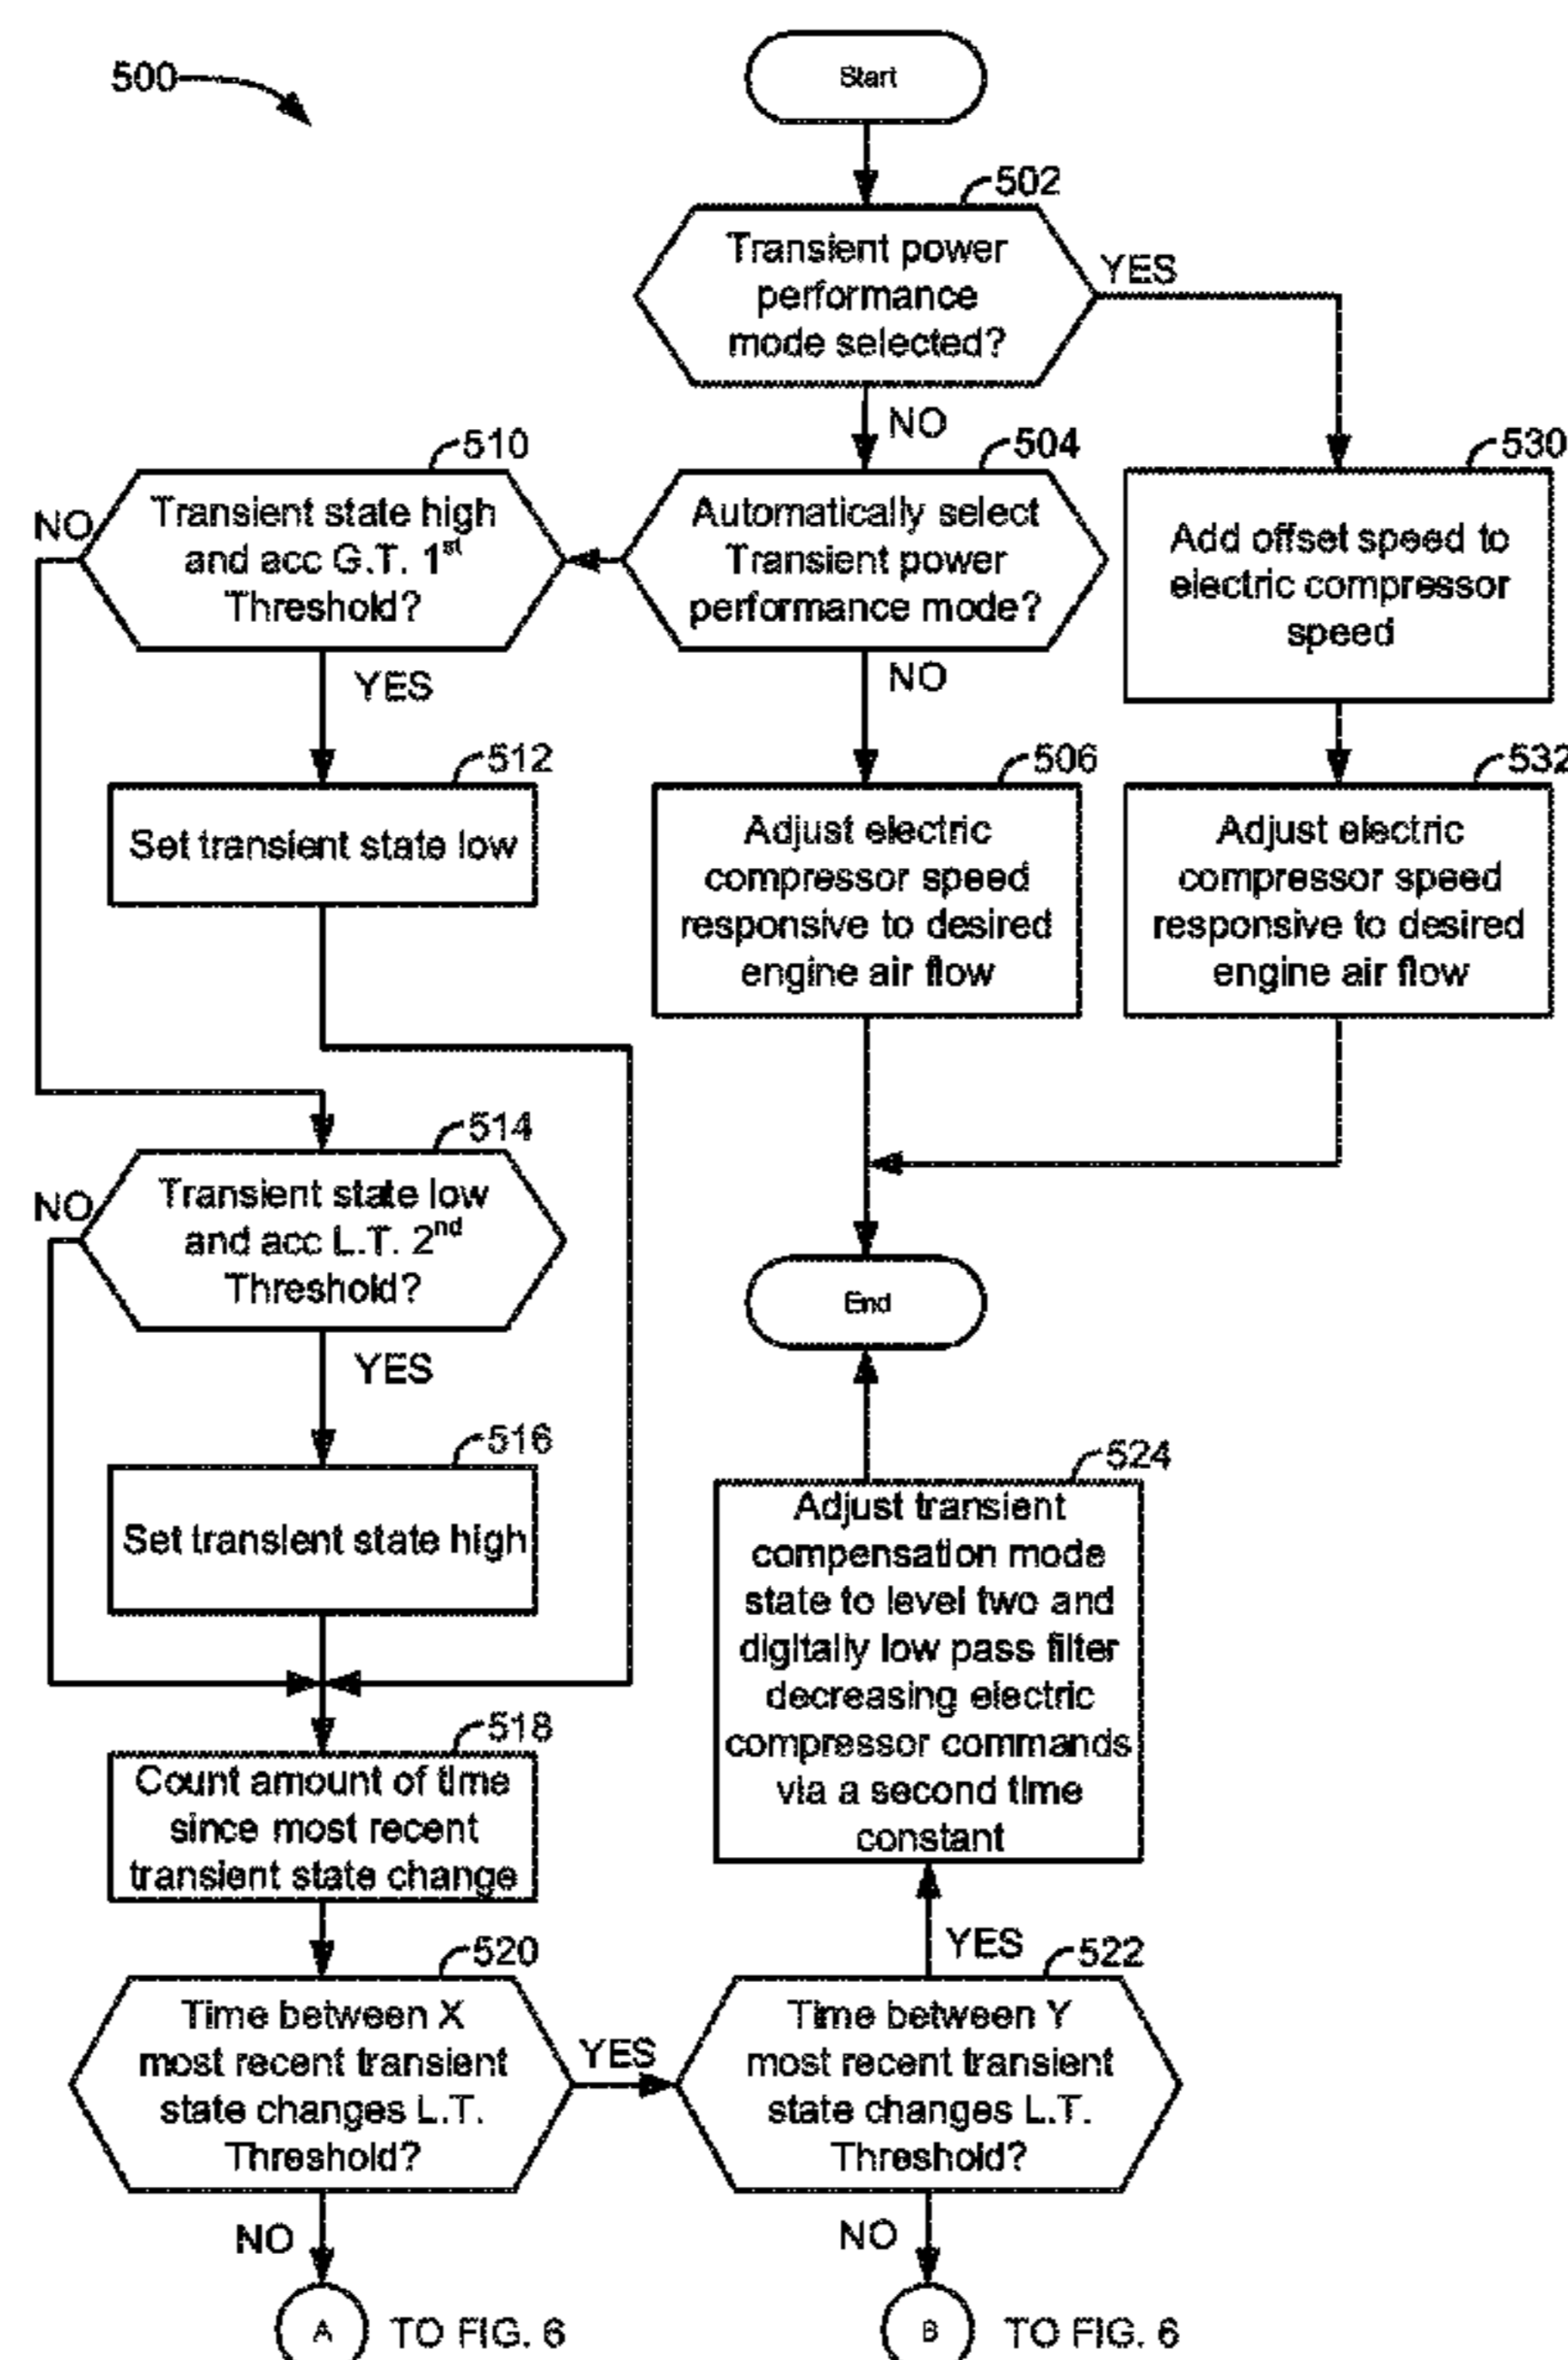 500
Start
502
Transient power
performance
mode selected?
YES
NO
510
Transient state high
and acc G.T. 1st
Threshold?
NO
YES
504
Automatically select
Transient power
performance mode?
NO
530
Add offset speed to
electric compressor
speed
512
Set transient state low
506
Adjust electric
compressor speed
responsive to desired
engine air flow
532
Adjust electric
compressor speed
responsive to desired
engine air flow
514
Transient state low
and acc L.T. 2nd
Threshold?
NO
YES
End
516
Set transient state high
524
Adjust transient
compensation mode
state to level two and
digitally low pass filter
decreasing electric
compressor commands
via a second time
constant
518
Count amount of time
since most recent
transient state change
520
Time between X
most recent transient
state changes L.T.
Threshold?
YES
NO
522
Time between Y
most recent transient
state changes L.T.
Threshold?
YES
NO
A TO FIG. 6
B TO FIG. 6